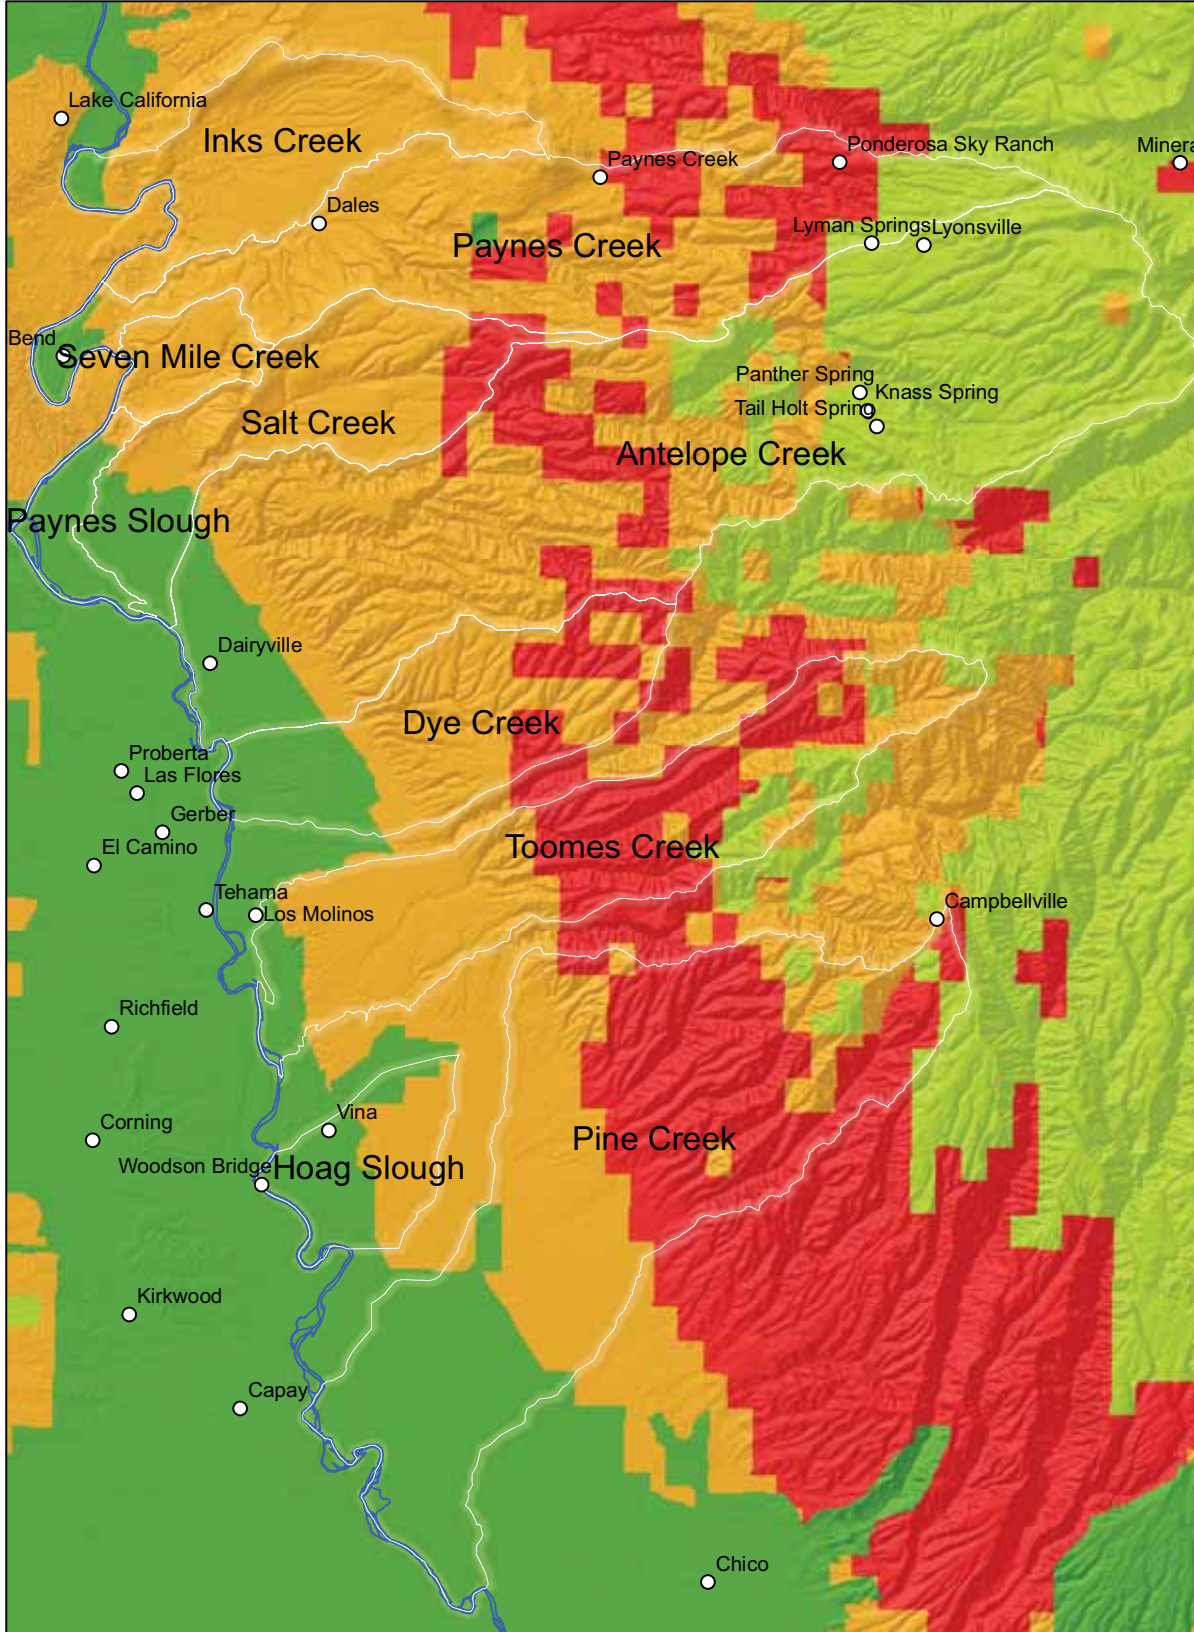 Lake California
Inks Creek
Ponderosa Sky Ranch
Minera
Paynes Creek
Dales
Lyman Springs
Lyonsville
Paynes Creek
Bend
Seven Mile Creek
Panther Spring
Knass Spring
Tail Holt Spring
Salt Creek
Antelope Creek
Paynes Slough
Dairyville
Dye Creek
Proberta
Las Flores
Gerber
El Camino
Toomes Creek
Tehama
Los Molinos
Campbellville
Richfield
Vina
Corning
Pine Creek
Woodson Bridge
Hoag Slough
Kirkwood
Capay
Chico